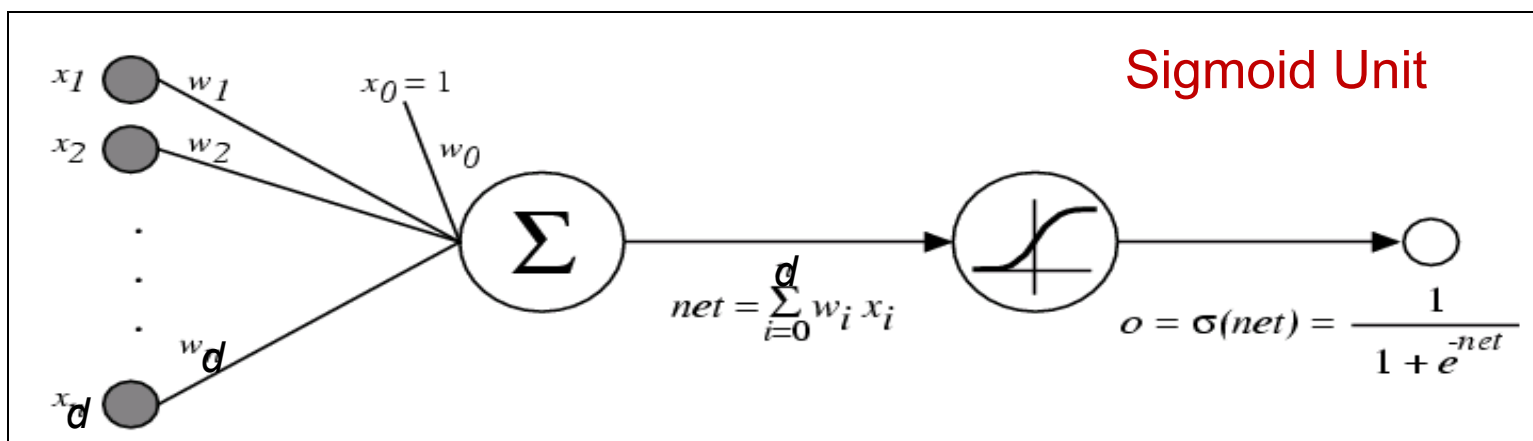 Sigmoid Unit
x1
w1
x0 = 1
x2
w2
w0
Σ
wd
xd
d
net = Σ wi xi
i=0
o = σ(net) = 1
1 + e^-net